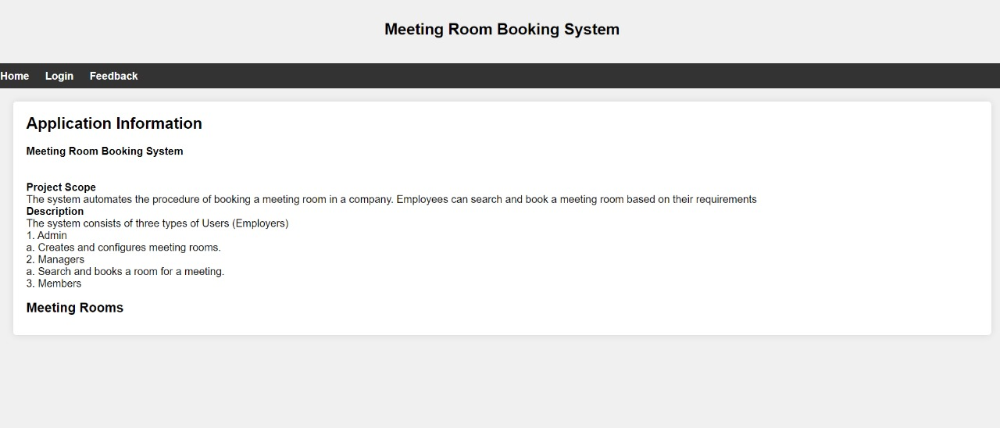 Meeting Room Booking System
Home Login Feedback
Application Information
Meeting Room Booking System
Project Scope
The system automates the procedure of booking a meeting room in a company. Employees can search and book a meeting room based on their requirements
Description
The system consists of three types of Users (Employers)
1. Admin
a. Creates and configures meeting rooms.
2. Managers
a. Search and books a room for a meeting.
3. Members
Meeting Rooms